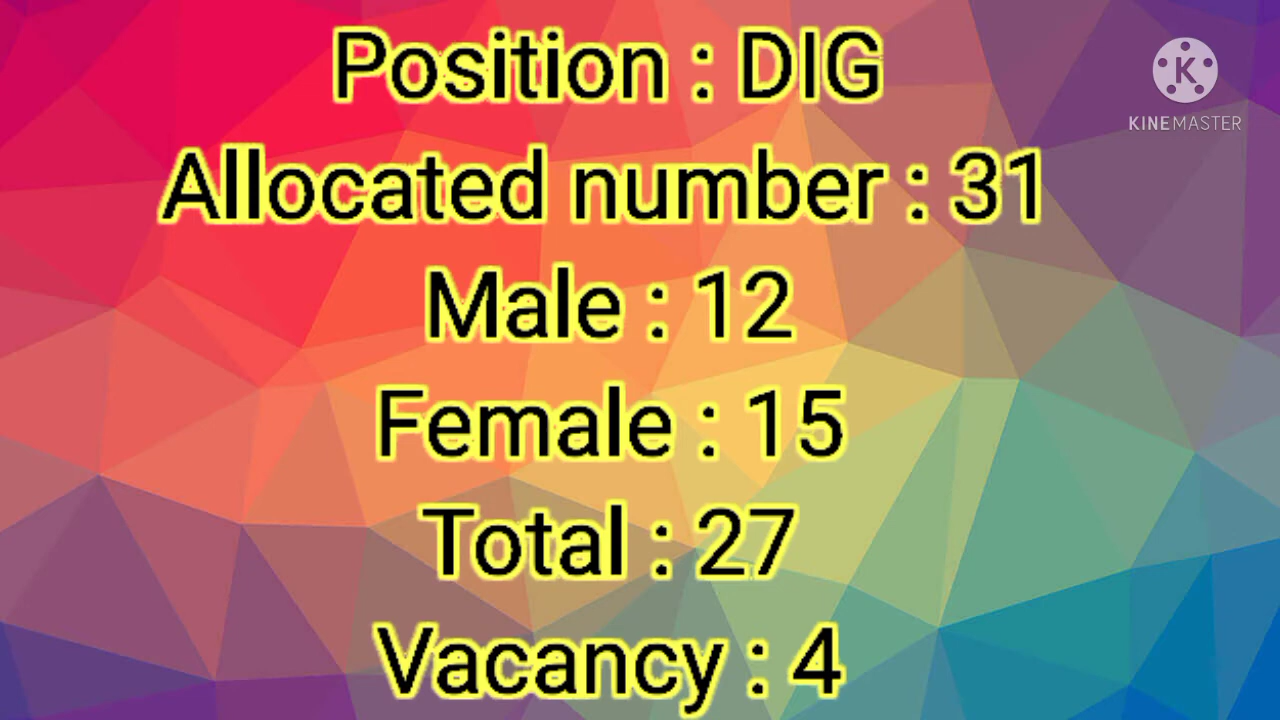 Position : DIG
Allocated number : 31
Male : 12
Female : 15
Total : 27
Vacancy : 4
K
KINEMASTER